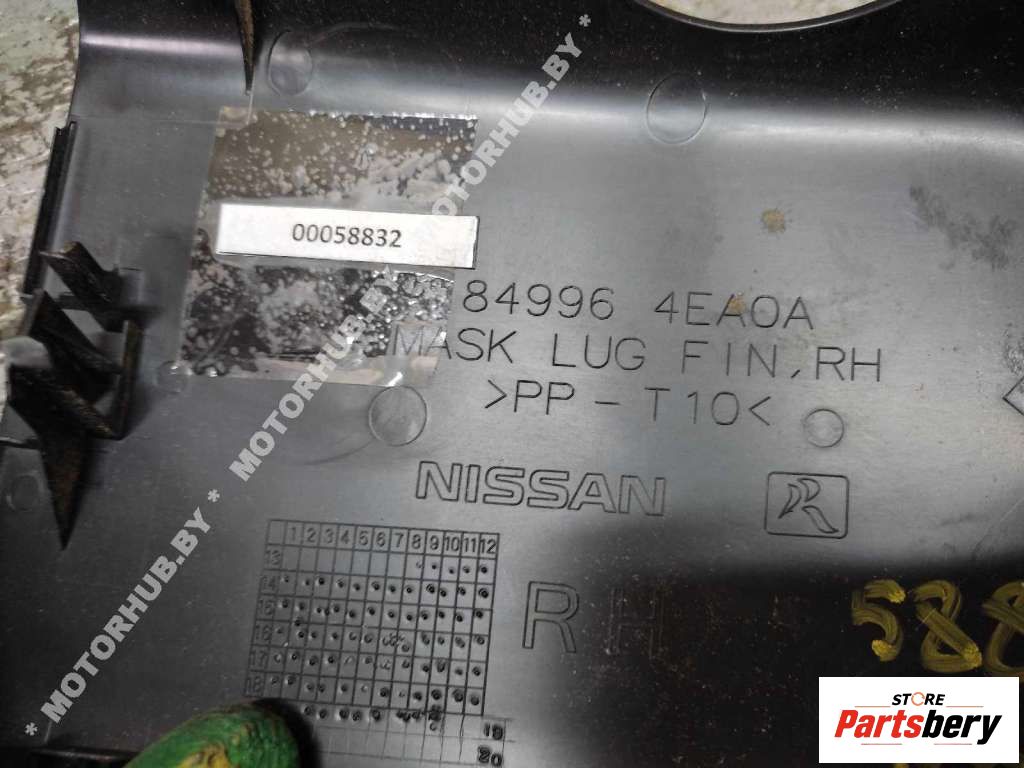 00058832
84996 4EA0A
MASK LUG FIN, RH
>PP-T10<
NISSAN
R
1 2 3 4 5 6 7 8 9 10 11 12
13
14
15
16
17
18
19
20
RH
588
* MOTORHUB.BY * MOTORHUB.BY * MOTORHUB.BY *
STORE
Partsbery